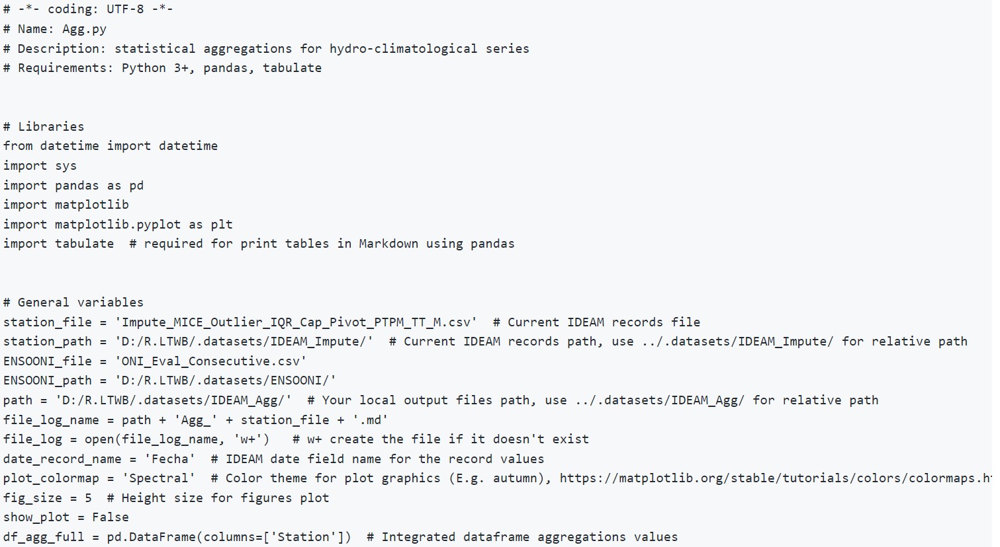 # -*- coding: UTF-8 -*-
# Name: Agg.py
# Description: statistical aggregations for hydro-climatological series
# Requirements: Python 3+, pandas, tabulate
# Libraries
from datetime import datetime
import sys
import pandas as pd
import matplotlib
import matplotlib.pyplot as plt
import tabulate  # required for print tables in Markdown using pandas
# General variables
station_file = 'Impute_MICE_Outlier_IQR_Cap_Pivot_PTPM_TT_M.csv'  # Current IDEAM records file
station_path = 'D:/R.LTWB/.datasets/IDEAM_Impute/'  # Current IDEAM records path, use ../.datasets/IDEAM_Impute/ for relative path
ENSOONI_file = 'ONI_Eval_Consecutive.csv'
ENSOONI_path = 'D:/R.LTWB/.datasets/ENSOONI/'
path = 'D:/R.LTWB/.datasets/IDEAM_Agg/'  # Your local output files path, use ../.datasets/IDEAM_Agg/ for relative path
file_log_name = path + 'Agg_' + station_file + '.md'
file_log = open(file_log_name, 'w+')   # w+ create the file if it doesn't exist
date_record_name = 'Fecha'  # IDEAM date field name for the record values
plot_colormap = 'Spectral'  # Color theme for plot graphics (E.g. autumn), https://matplotlib.org/stable/tutorials/colors/colormaps.h
fig_size = 5  # Height size for figures plot
show_plot = False
df_agg_full = pd.DataFrame(columns=['Station'])  # Integrated dataframe aggregations values